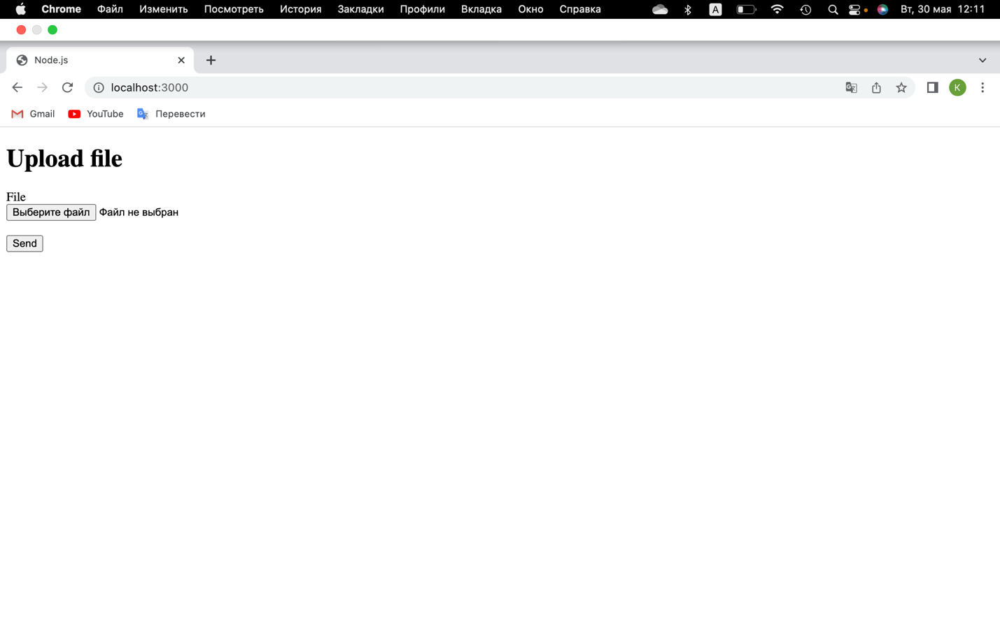 Chrome Файл Изменить Посмотреть История Закладки Профили Вкладка Окно Справка A Вт, 30 мая 12:11
Node.js
localhost:3000 K
Gmail YouTube Перевести
Upload file
File
Выберите файл Файл не выбран
Send